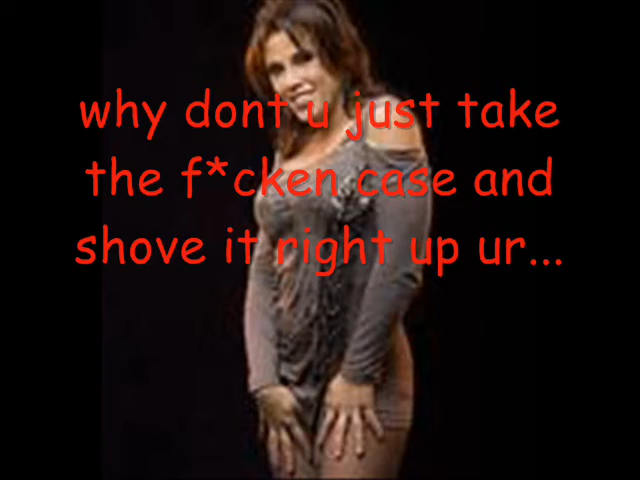 why dont u just take
the f*cken case and
shove it right up ur...